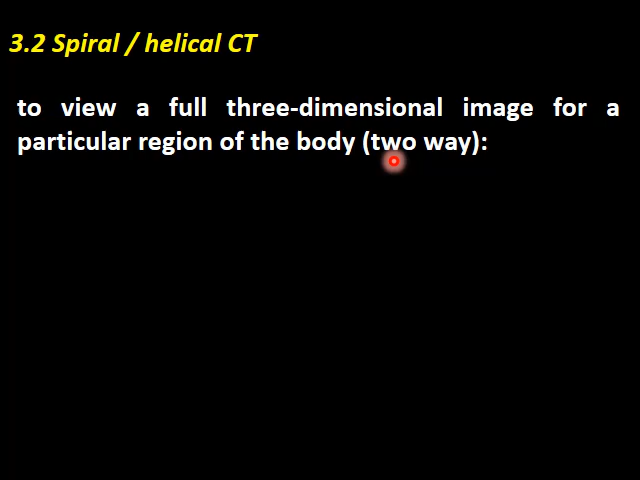 3.2 Spiral / helical CT
to view a full three-dimensional image for a
particular region of the body (two way):